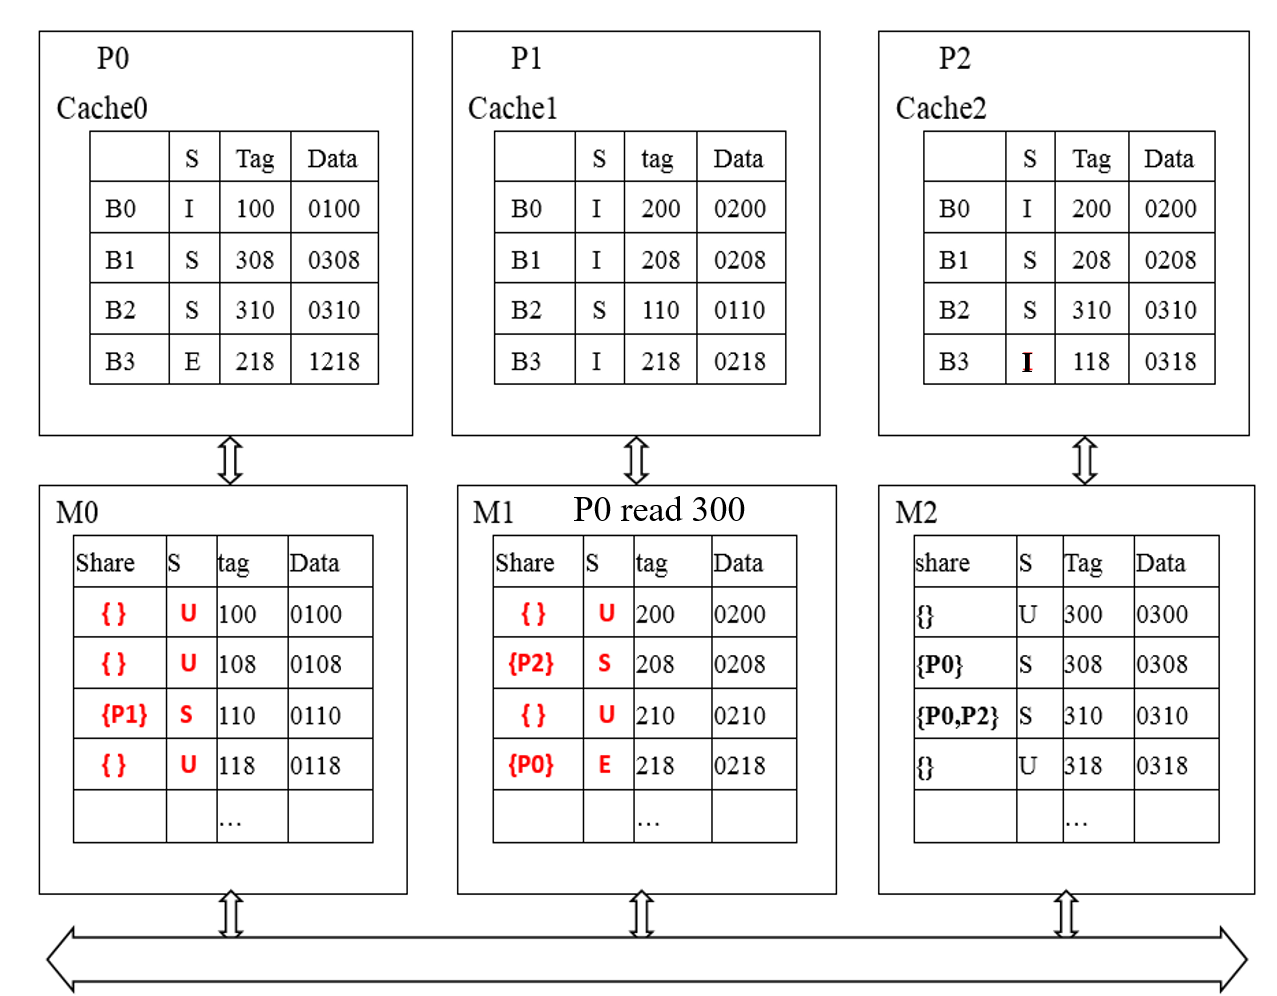 P0
Cache0
S Tag Data
B0 I 100 0100
B1 S 308 0308
B2 S 310 0310
B3 E 218 1218
P1
Cache1
S tag Data
B0 I 200 0200
B1 I 208 0208
B2 S 110 0110
B3 I 218 0218
P2
Cache2
S Tag Data
B0 I 200 0200
B1 S 208 0208
B2 S 310 0310
B3 I 118 0318
M0
Share S tag Data
{ } U 100 0100
{ } U 108 0108
{P1} S 110 0110
{ } U 118 0118
...
M1 P0 read 300
Share S tag Data
{ } U 200 0200
{P2} S 208 0208
{ } U 210 0210
{P0} E 218 0218
...
M2
share S Tag Data
{} U 300 0300
{P0} S 308 0308
{P0,P2} S 310 0310
{} U 318 0318
...